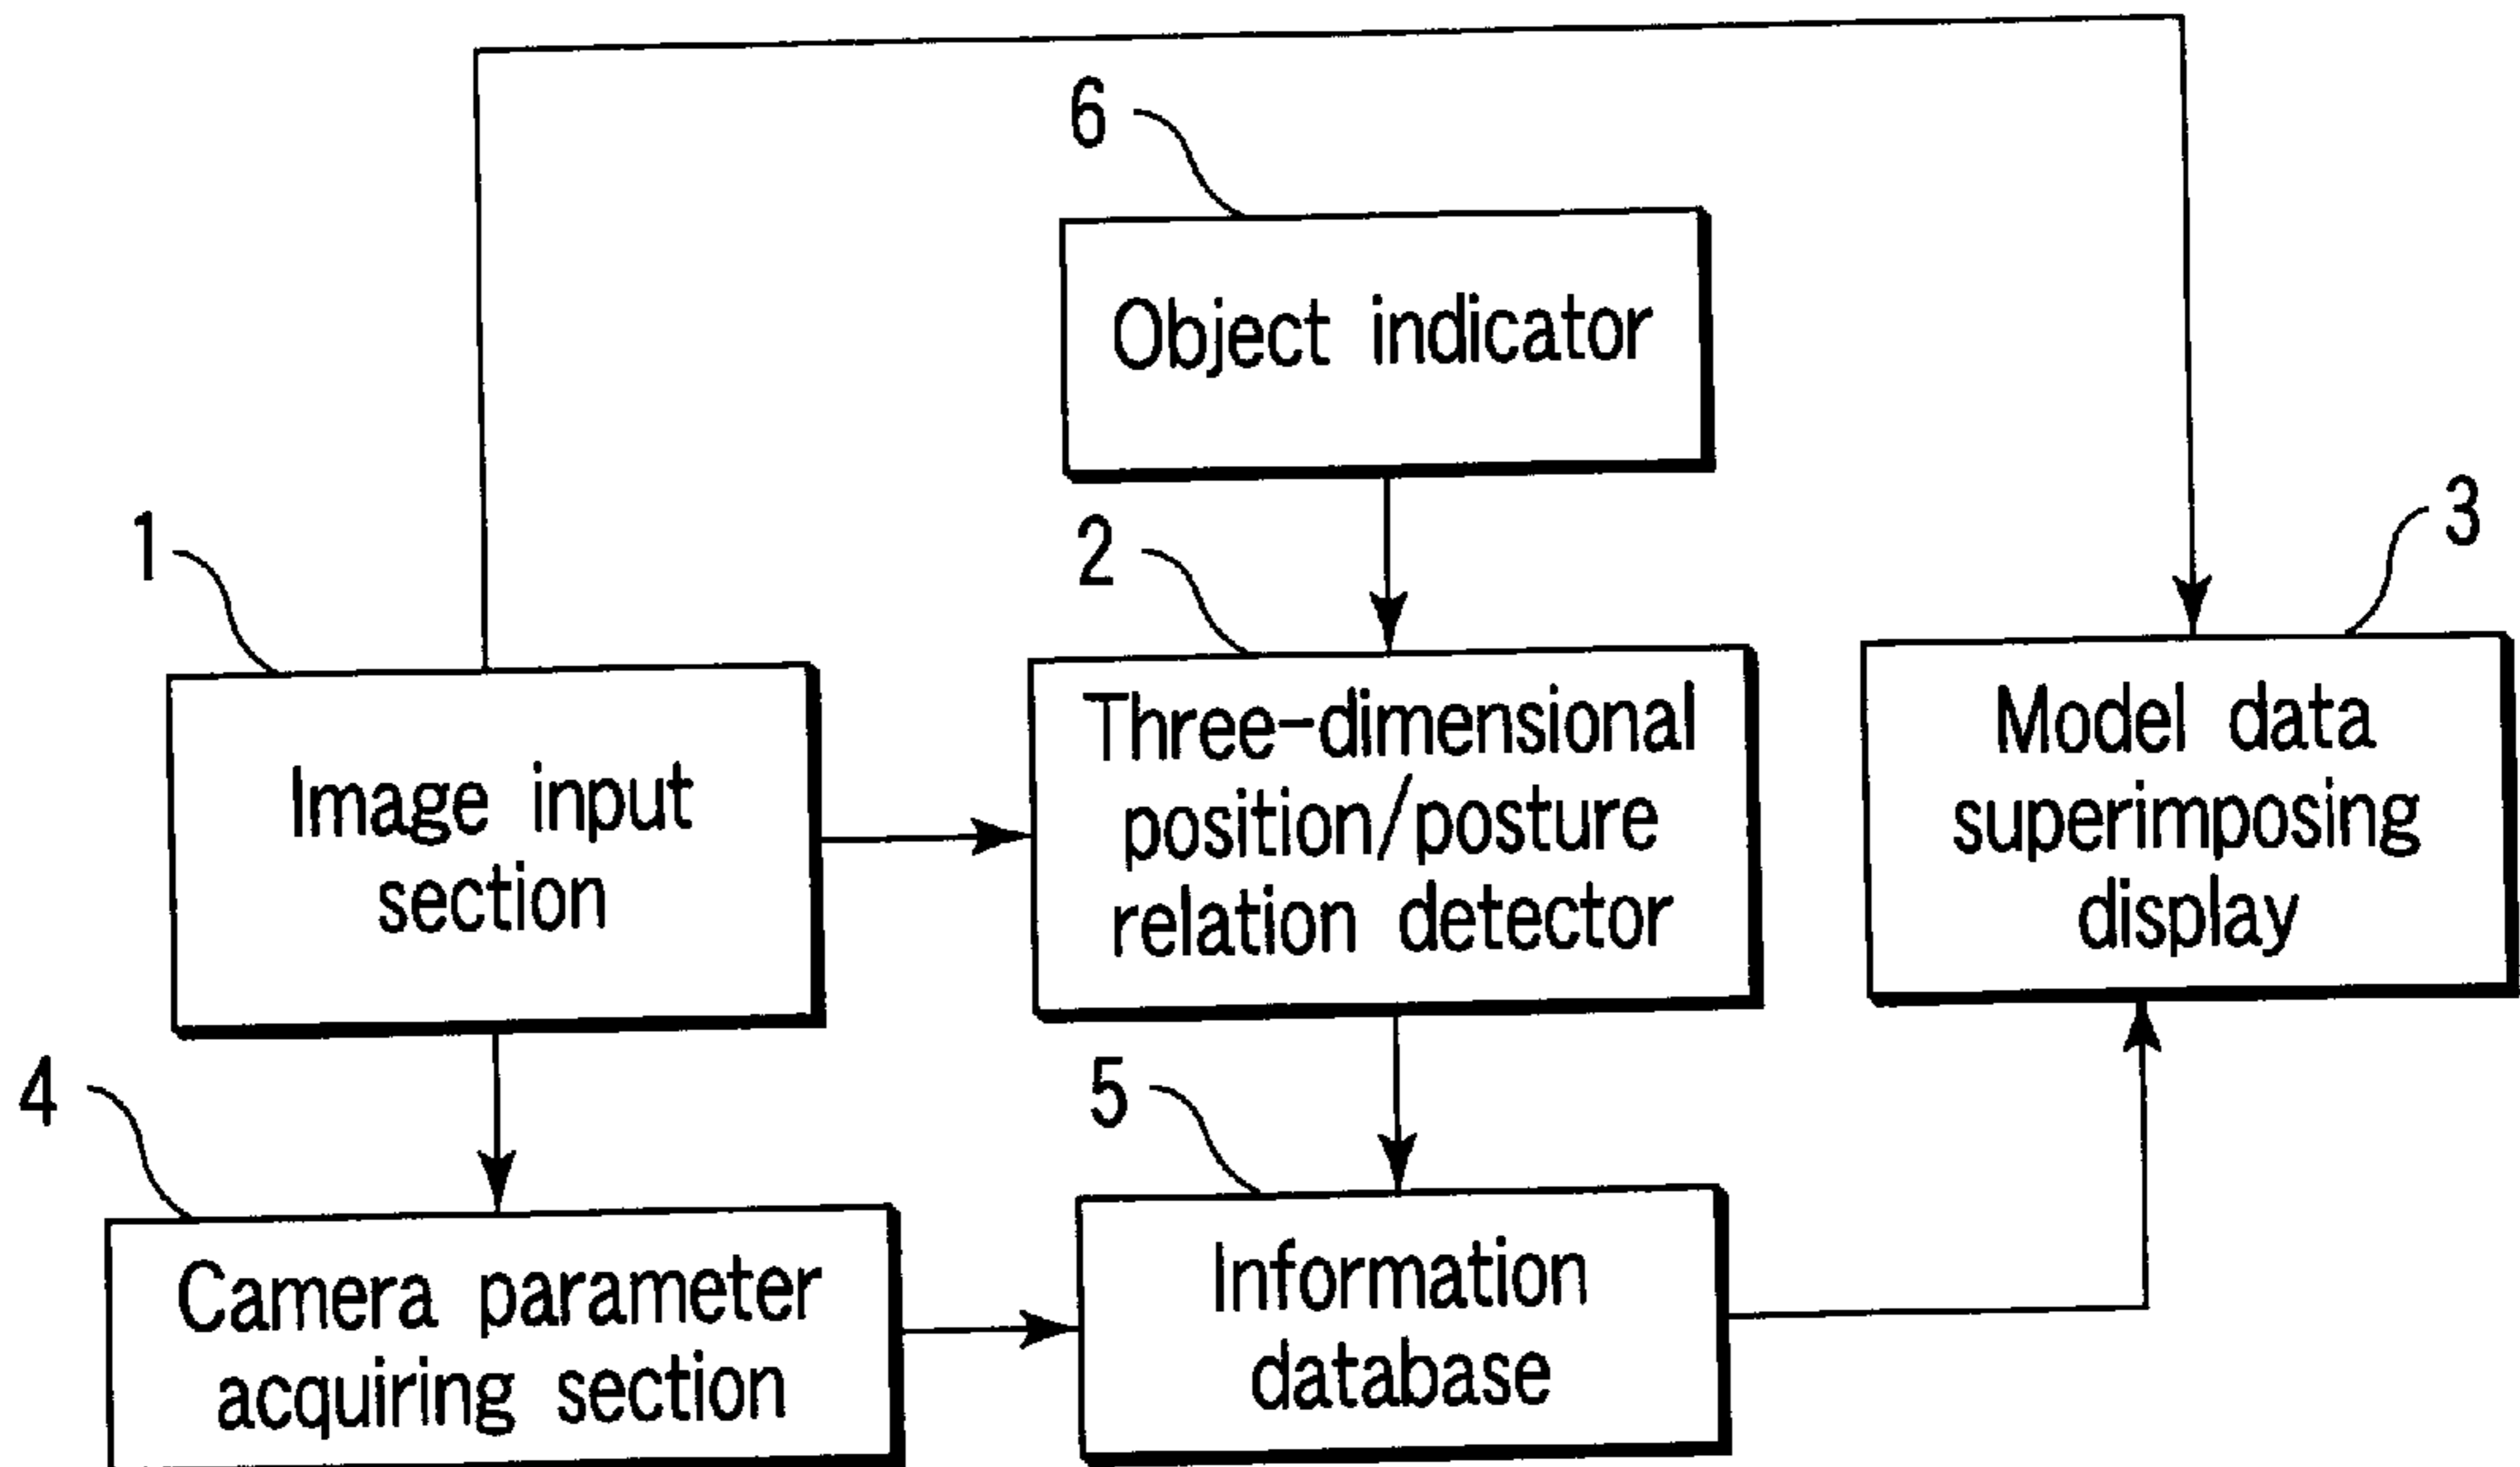 6
Object indicator
1
2
3
Image input
section
Three-dimensional
position/posture
relation detector
Model data
superimposing
display
4
5
Camera parameter
acquiring section
Information
database